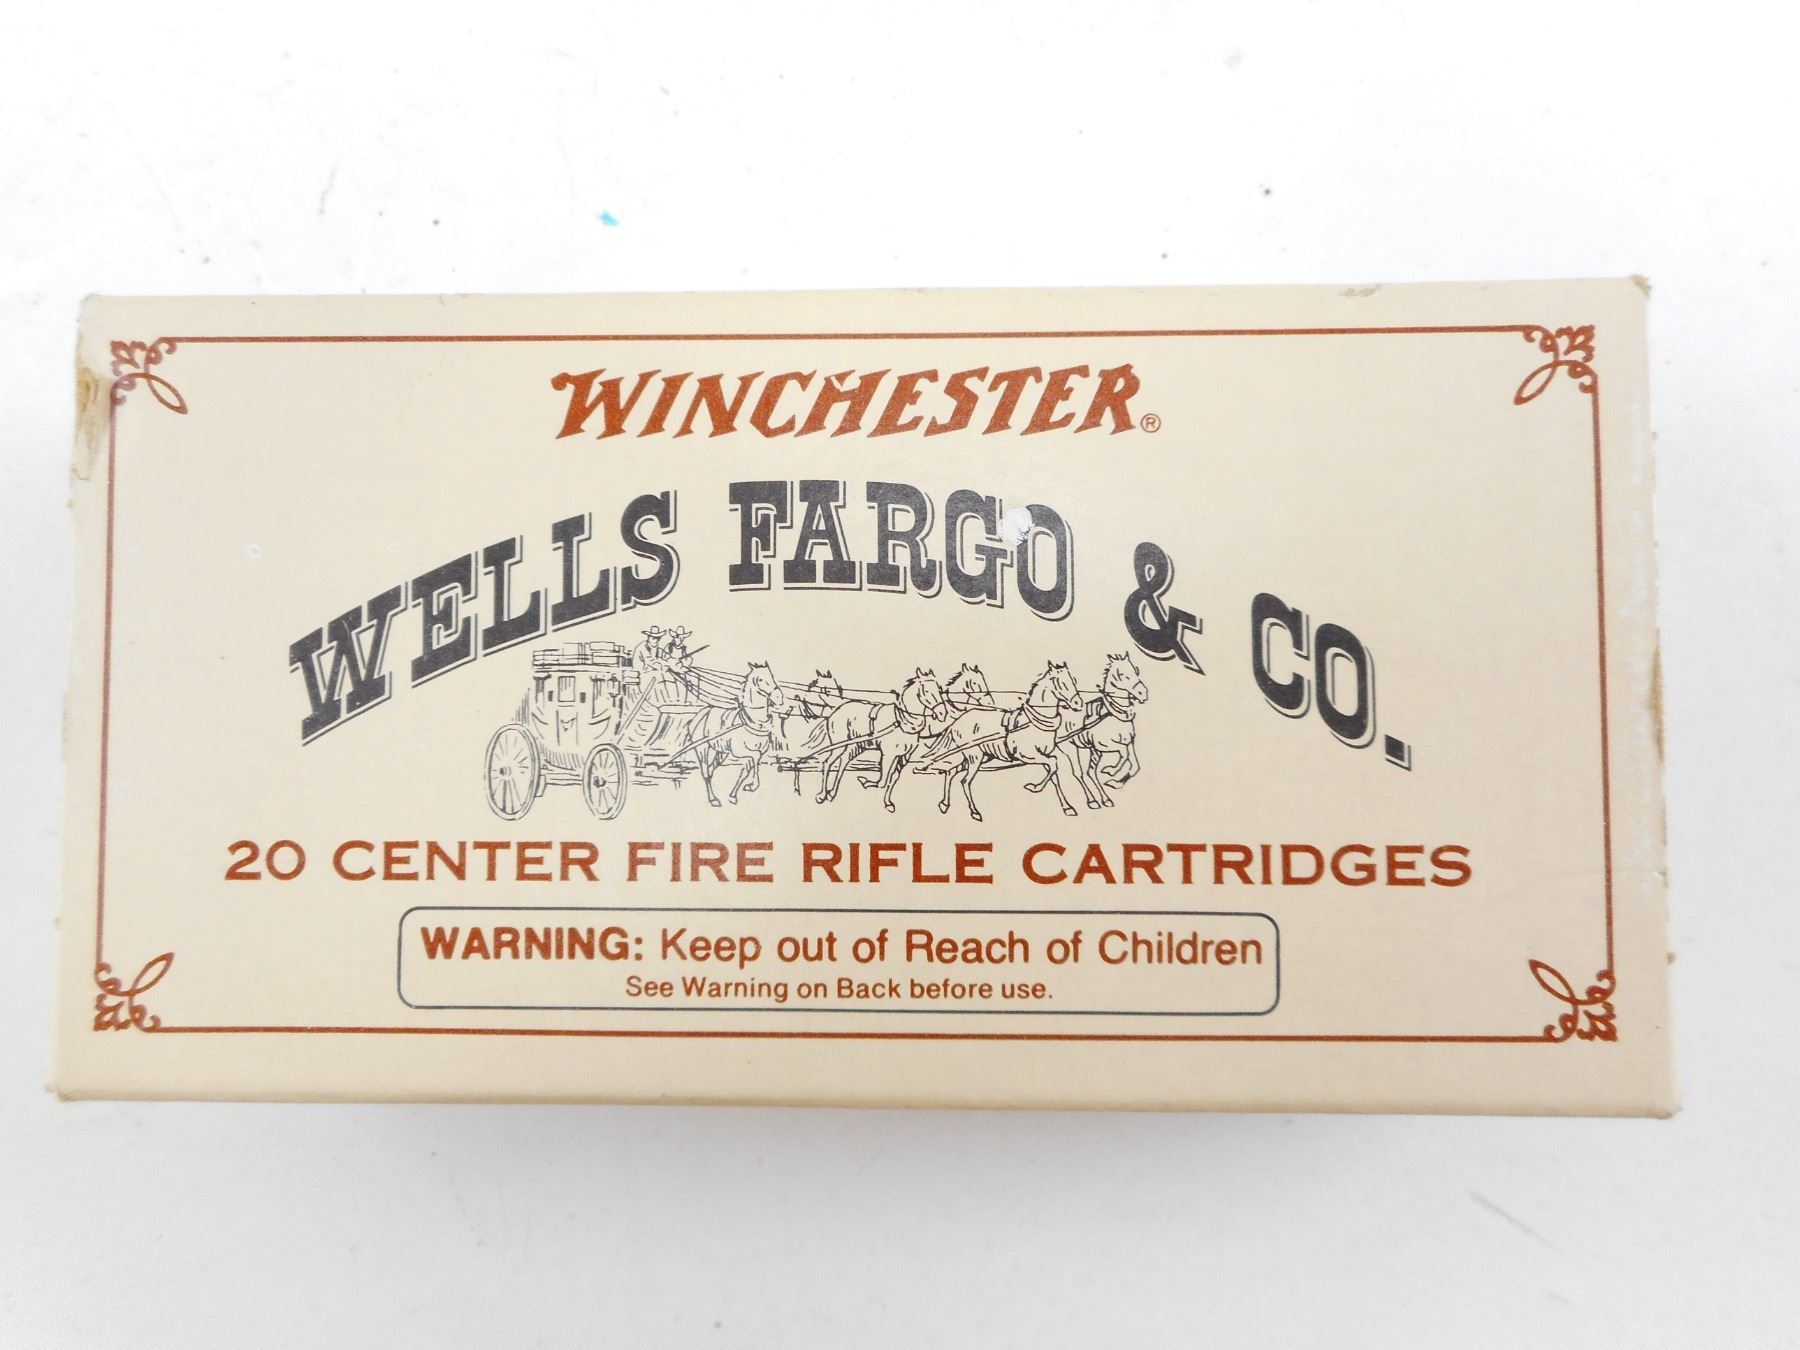 WINCHESTER®
WELLS FARGO & CO.
20 CENTER FIRE RIFLE CARTRIDGES
WARNING: Keep out of Reach of Children
See Warning on Back before use.